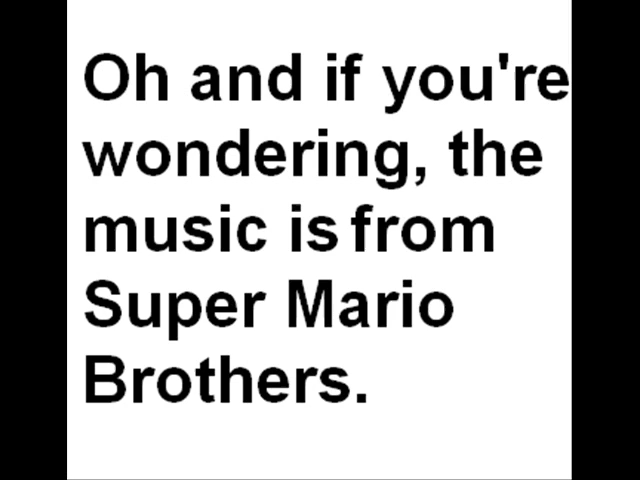 Oh and if you're
wondering, the
music is from
Super Mario
Brothers.